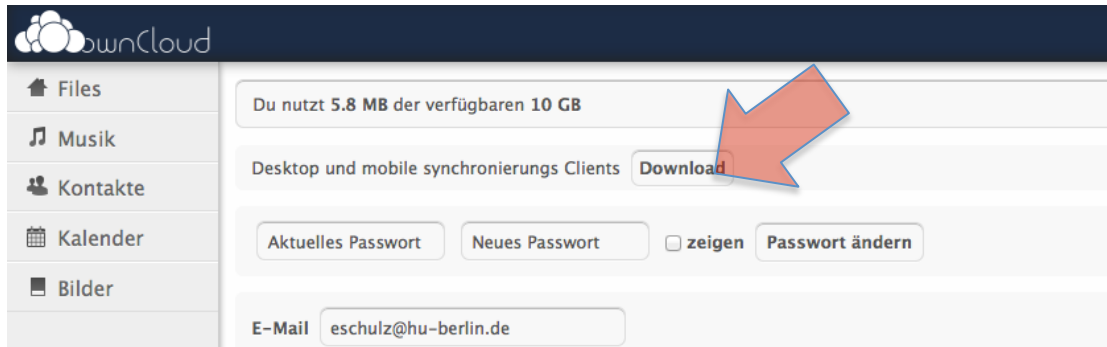 ownCloud
Files
Musik
Kontakte
Kalender
Bilder
Du nutzt 5.8 MB der verfügbaren 10 GB
Desktop und mobile synchronierungs Clients Download
Aktuelles Passwort Neues Passwort zeigen Passwort ändern
E-Mail eschulz@hu-berlin.de